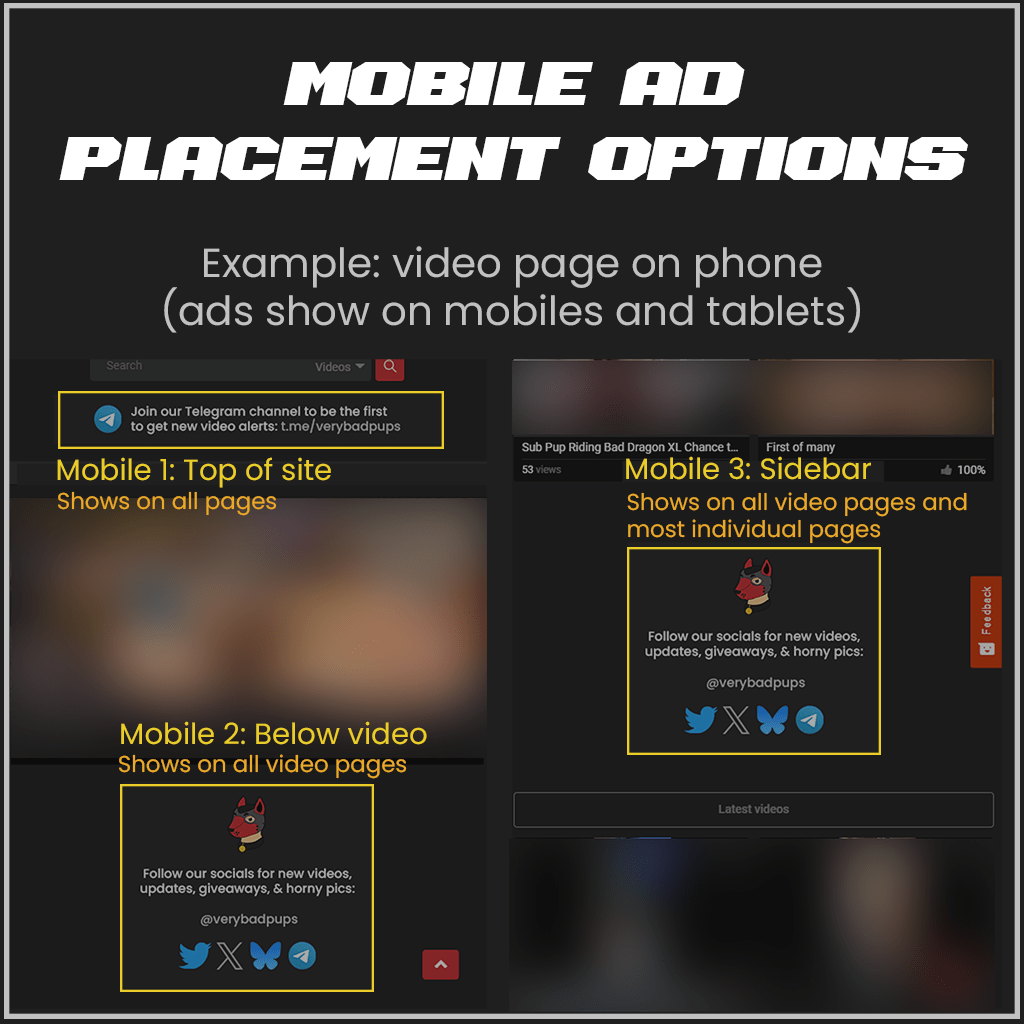 MOBILE AD
PLACEMENT OPTIONS
Example: video page on phone
(ads show on mobiles and tablets)
Search
Videos
Join our Telegram channel to be the first
to get new video alerts: t.me/verybadpups
Mobile 1: Top of site
Shows on all pages
Mobile 2: Below video
Shows on all video pages
Follow our socials for new videos,
updates, giveaways, & horny pics:
@verybadpups
Sub Pup Riding Bad Dragon XL Chance t...
First of many
53 views
100%
Mobile 3: Sidebar
Shows on all video pages and
most individual pages
Follow our socials for new videos,
updates, giveaways, & horny pics:
@verybadpups
Feedback
Latest videos